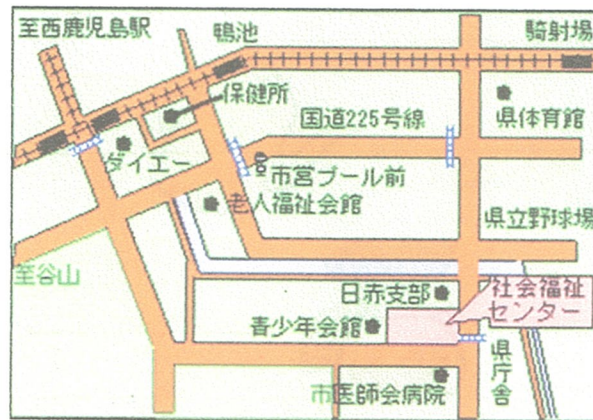 至西鹿児島駅
鴨池
騎射場
保健所
国道225号線
県体育館
ダイエー
市営プール前
老人福祉会館
県立野球場
至谷山
日赤支部
社会福祉
センター
青少年会館
県庁舎
市医師会病院